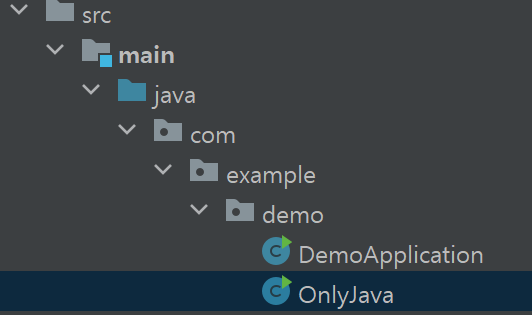 src
main
java
com
example
demo
DemoApplication
OnlyJava